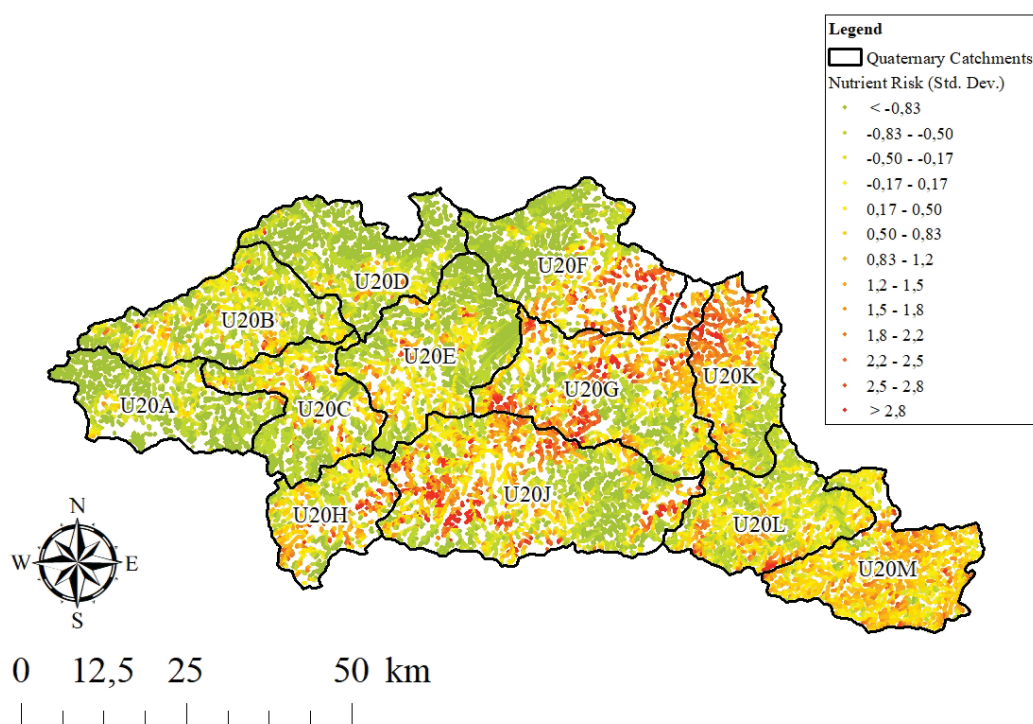 Legend
Quaternary Catchments
Nutrient Risk (Std. Dev.)
< -0,83
-0,83 - -0,50
-0,50 - -0,17
-0,17 - 0,17
0,17 - 0,50
0,50 - 0,83
0,83 - 1,2
1,2 - 1,5
1,5 - 1,8
1,8 - 2,2
2,2 - 2,5
2,5 - 2,8
> 2,8
U20F
U20D
U20B
U20E
U20G
U20K
U20A
U20C
U20J
U20H
U20L
U20M
N
W E
S
0 12,5 25 50 km